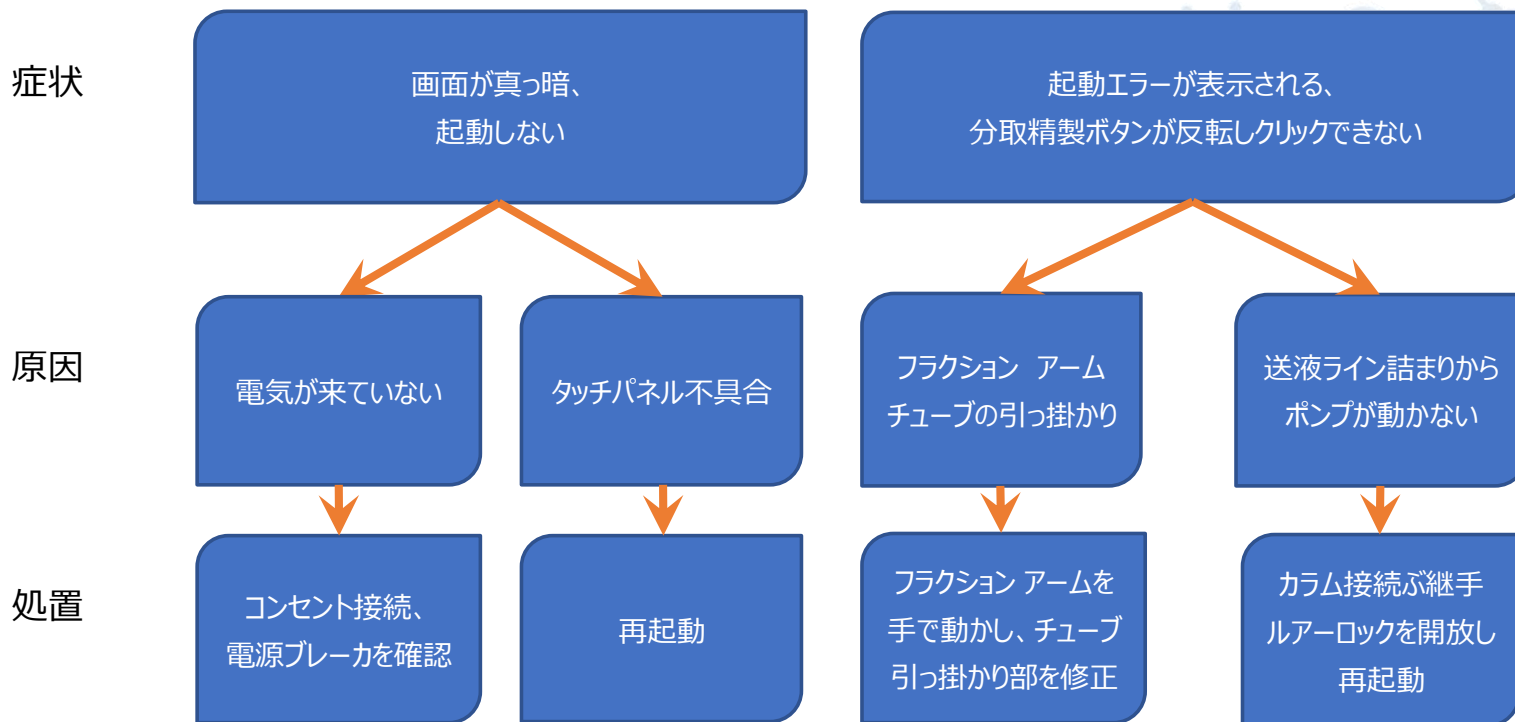 症状
画面が真っ暗、
起動しない
起動エラーが表示される、
分取精製ボタンが反転しクリックできない
原因
電気が来ていない
タッチパネル不具合
フラクション　アーム
チューブの引っ掛かり
送液ライン詰まりから
ポンプが動かない
処置
コンセント接続、
電源ブレーカを確認
再起動
フラクション アームを
手で動かし、チューブ
引っ掛かり部を修正
カラム接続ぶ継手
ルアーロックを開放し
再起動